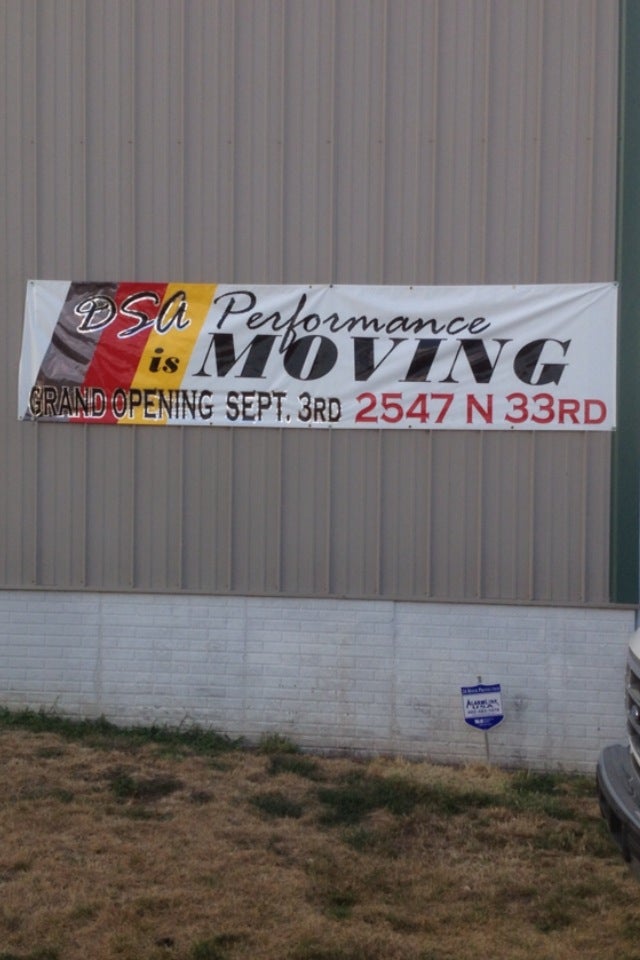 DSA Performance
is MOVING
GRAND OPENING SEPT. 3RD 2547 N 33RD